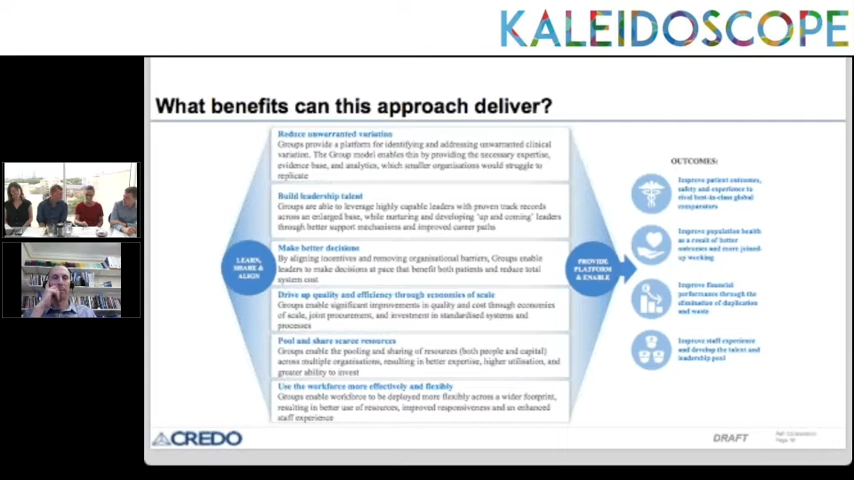 KALEIDOSCOPE
What benefits can this approach deliver?
Reduce unwarranted variation
Groups provide a platform for identifying and addressing unwarranted clinical
variation. The Group model enables this by providing the necessary expertise,
evidence base, and analytics, which smaller organisations would struggle to
replicate
Build leadership talent
Groups are able to leverage highly capable leaders with proven track records
across an enlarged base, while nurturing and developing 'up and coming' leaders
through better support mechanisms and improved career paths
Make better decisions
By aligning incentives and removing organisational barriers, Groups enable
leaders to make decisions at pace that benefit both patients and reduce total
system cost
Drive up quality and efficiency through economies of scale
Groups enable significant improvements in quality and cost through economies
of scale, joint procurement, and investment in standardised systems and
processes
Pool and share scarce resources
Groups enable the pooling and sharing of resources (both people and capital)
across multiple organisations, resulting in better expertise, higher utilisation, and
greater ability to invest
Use the workforce more effectively and flexibly
Groups enable workforce to be deployed more flexibly across a wider footprint,
resulting in better use of resources, improved responsiveness and an enhanced
staff experience
LEARN,
SHARE &
ALIGN
PROVIDE
PLATFORM
& ENABLE
OUTCOMES:
Improve patient outcomes,
safety and experience to
rival best-in-class global
comparators
Improve population health
as a result of better
outcomes and more joined-
up working
Improve financial
performance through the
elimination of duplication
and waste
Improve staff experience
and develop the talent and
leadership pool
CREDO
DRAFT
Page